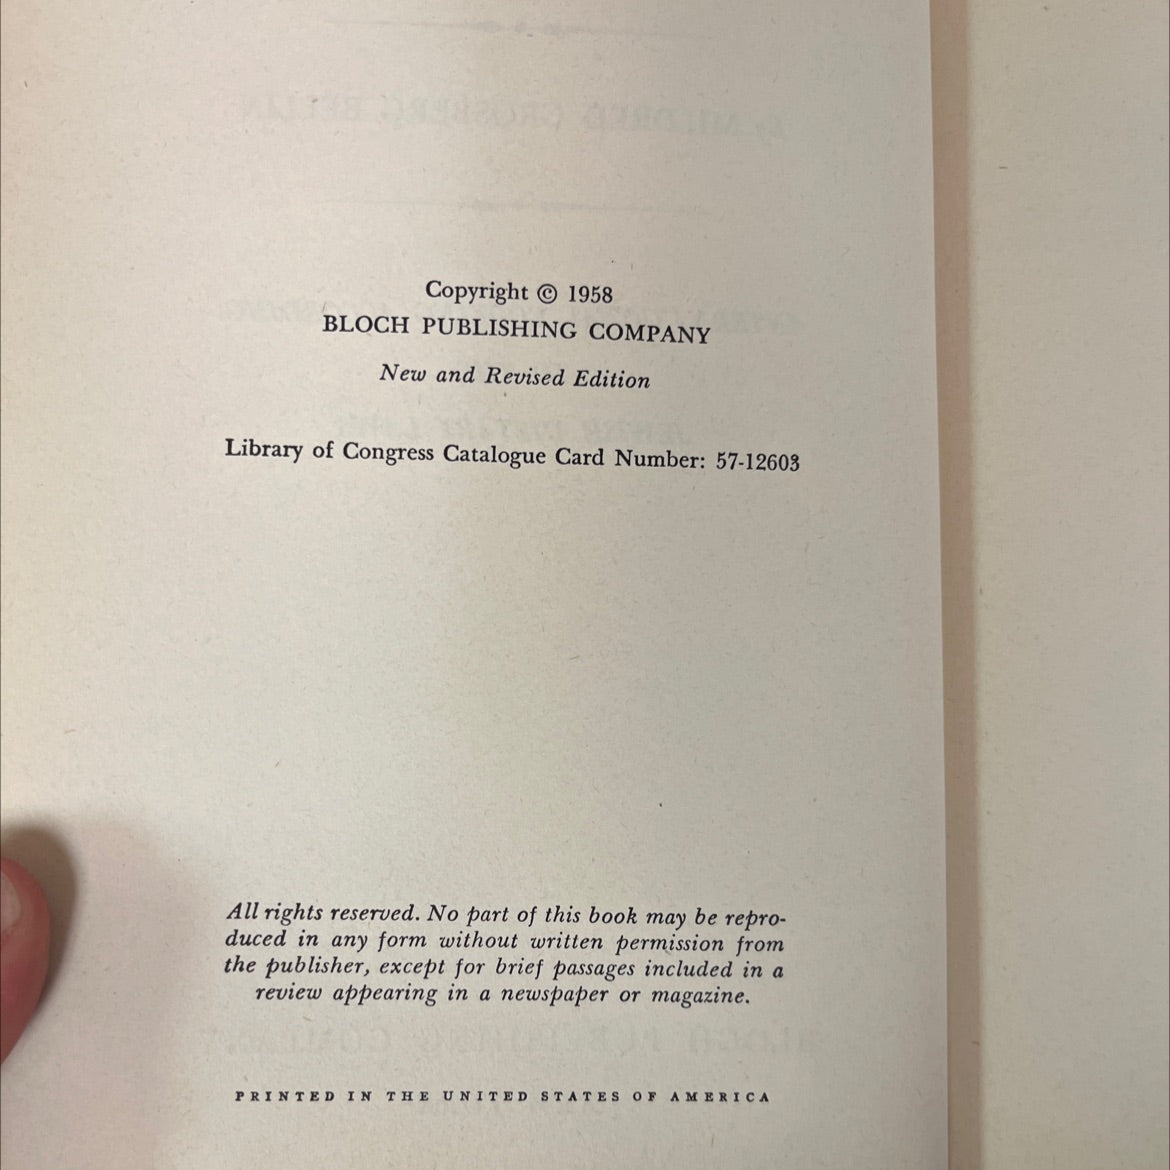 Copyright © 1958
BLOCH PUBLISHING COMPANY
New and Revised Edition
Library of Congress Catalogue Card Number: 57-12603
All rights reserved. No part of this book may be repro-
duced in any form without written permission from
the publisher, except for brief passages included in a
review appearing in a newspaper or magazine.
PRINTED IN THE UNITED STATES OF AMERICA